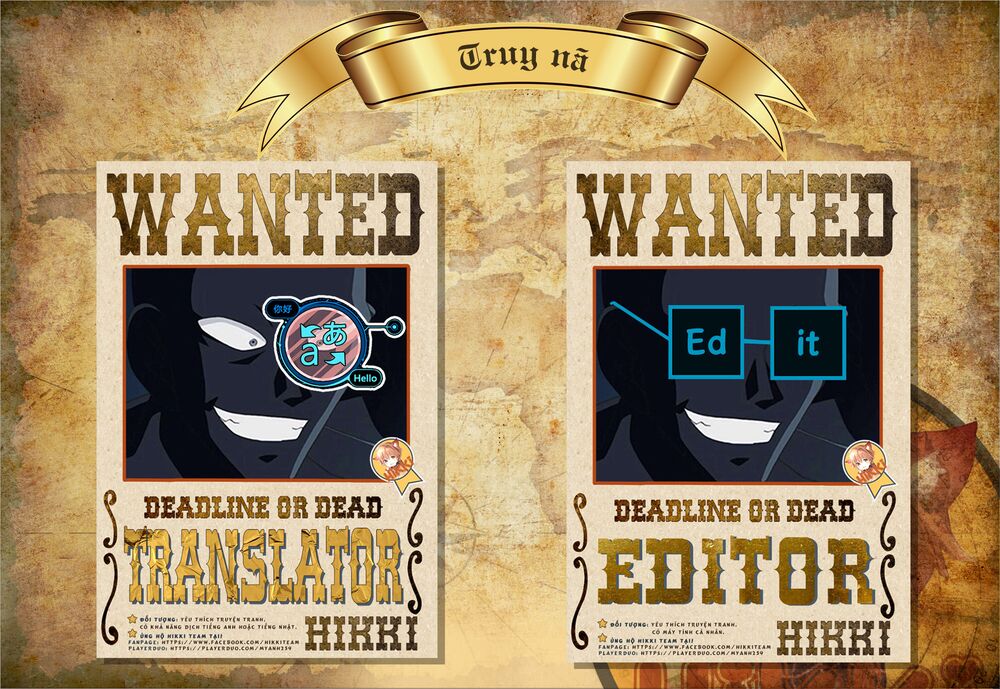 Truy nã
WANTED
你好
あ
a
Hello
DEADLINE OR DEAD
TRANSLATOR
ĐỐI TƯỢNG: YÊU THÍCH TRUYỆN TRANH.
CÓ KHẢ NĂNG DỊCH TIẾNG ANH HOẶC TIẾNG NHẬT.
ỦNG HỘ HIKKI TEAM TẠI:
FANPAGE: HTTPS://WWW.FACEBOOK.COM/HIKKITEAM
PLAYERDUO: HTTPS://PLAYERDUO.COM/MYANH259
HIKKI
WANTED
Ed it
DEADLINE OR DEAD
EDITOR
ĐỐI TƯỢNG: YÊU THÍCH TRUYỆN TRANH.
CÓ MÁY TÍNH CÁ NHÂN.
ỦNG HỘ HIKKI TEAM TẠI:
FANPAGE: HTTPS://WWW.FACEBOOK.COM/HIKKITEAM
PLAYERDUO: HTTPS://PLAYERDUO.COM/MYANH259
HIKKI